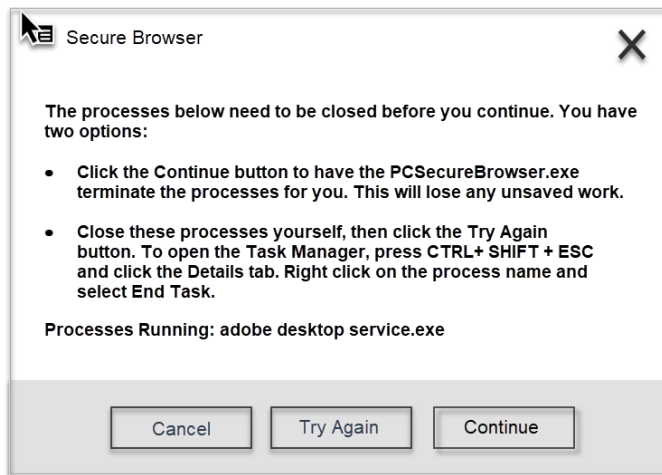 Secure Browser
The processes below need to be closed before you continue. You have
two options:
• Click the Continue button to have the PCSecureBrowser.exe
terminate the processes for you. This will lose any unsaved work.
• Close these processes yourself, then click the Try Again
button. To open the Task Manager, press CTRL+ SHIFT + ESC
and click the Details tab. Right click on the process name and
select End Task.
Processes Running: adobe desktop service.exe
Cancel Try Again Continue